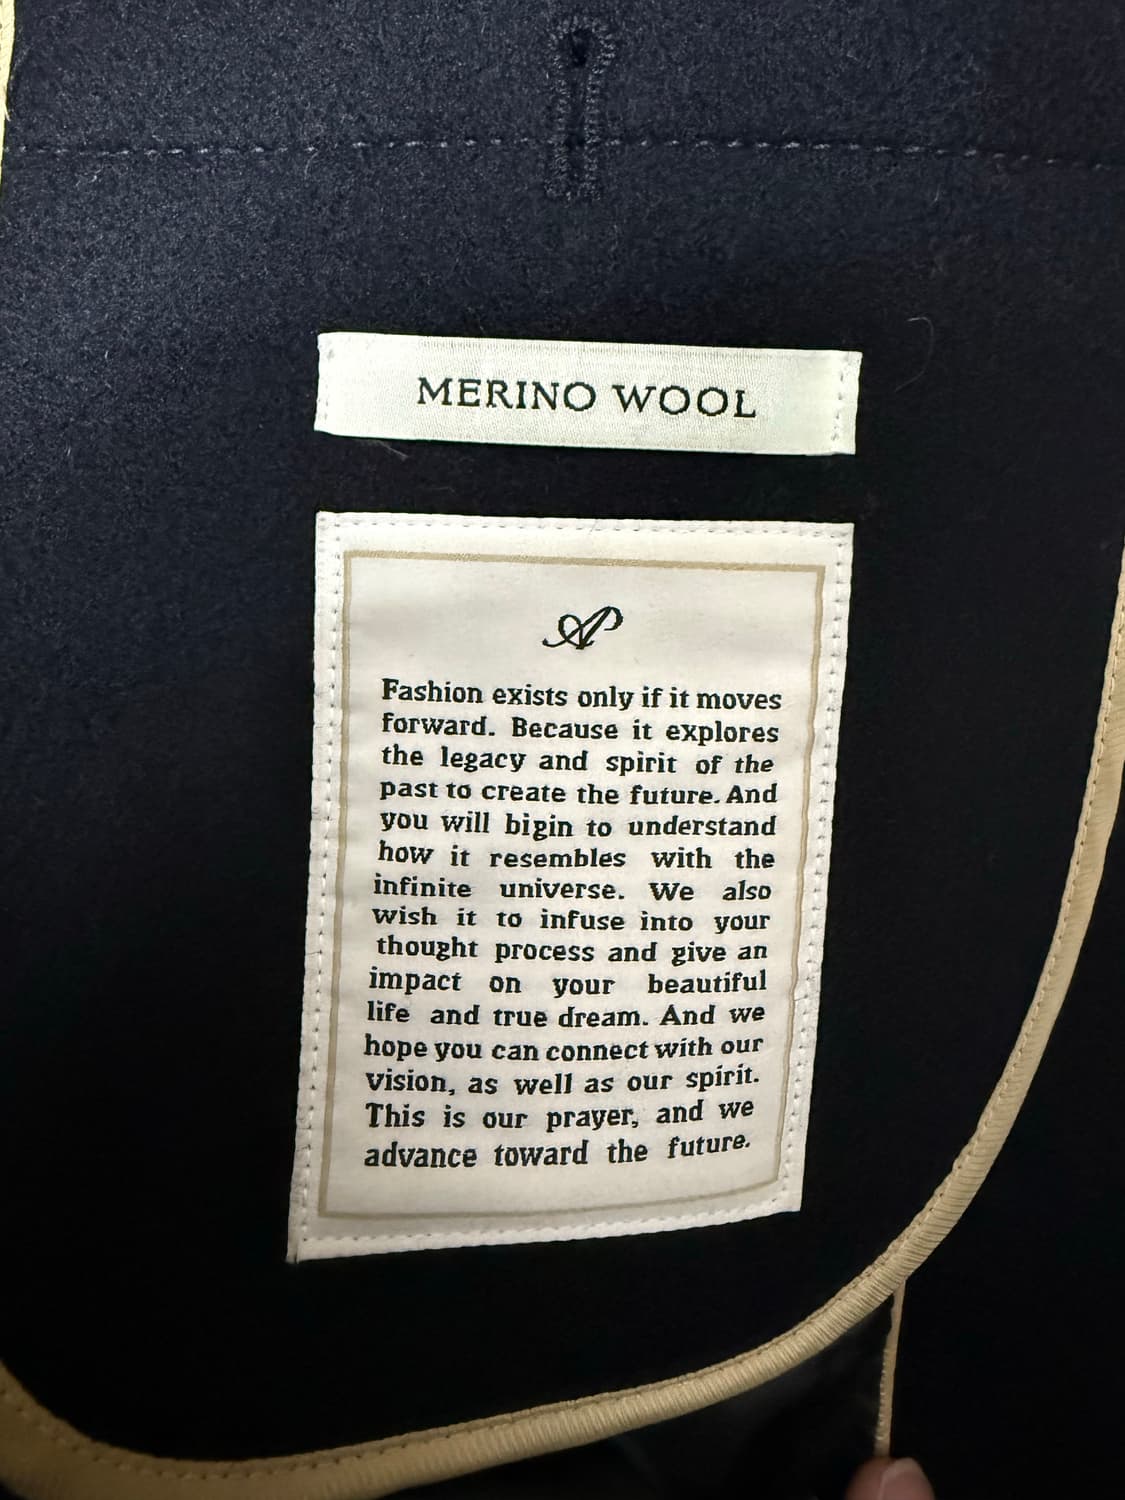 MERINO WOOL
AP
Fashion exists only if it moves
forward. Because it explores
the legacy and spirit of the
past to create the future. And
you will bigin to understand
how it resembles with the
infinite universe. We also
wish it to infuse into your
thought process and give an
impact on your beautiful
life and true dream. And we
hope you can connect with our
vision, as well as our spirit.
This is our prayer, and we
advance toward the future.